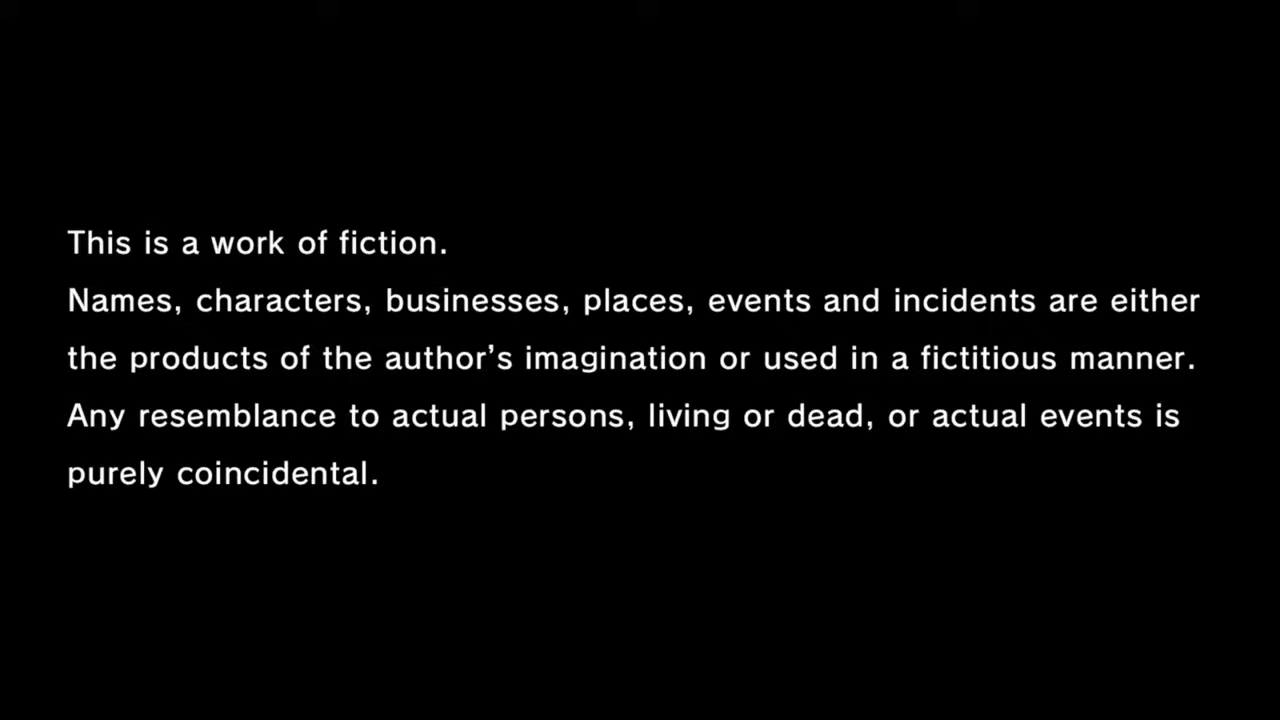 This is a work of fiction.
Names, characters, businesses, places, events and incidents are either
the products of the author’s imagination or used in a fictitious manner.
Any resemblance to actual persons, living or dead, or actual events is
purely coincidental.